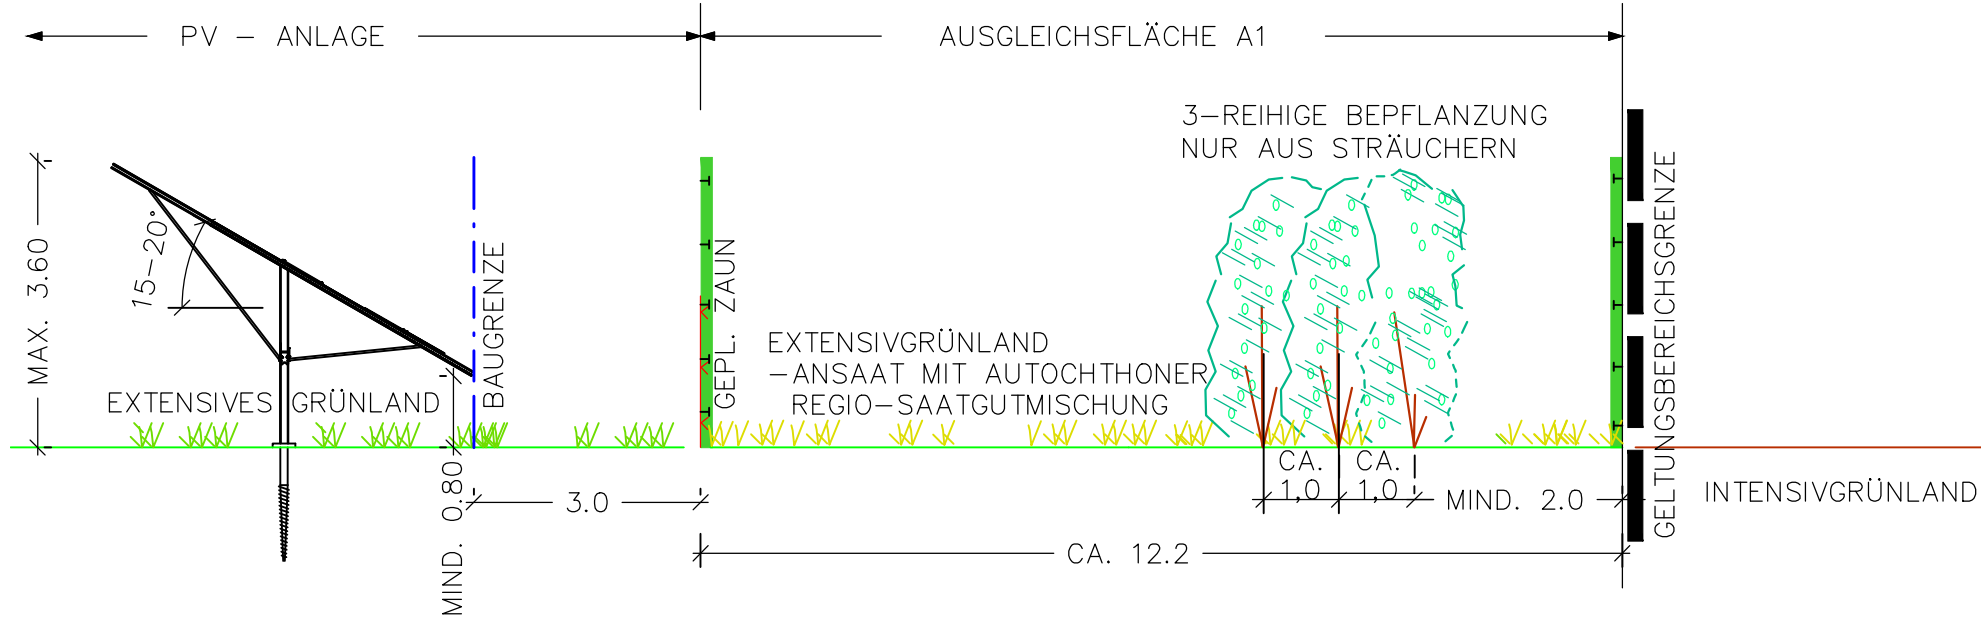 PV - ANLAGE
AUSGLEICHSFLÄCHE A1
3-REIHIGE BEPFLANZUNG
NUR AUS STRÄUCHERN
MAX. 3.60
15-20°
BAUGRENZE
GEPL. ZAUN
GELTUNGSBEREICHSGRENZE
EXTENSIVGRÜNLAND
-ANSAAT MIT AUTOCHTHONER
REGIO-SAATGUTMISCHUNG
EXTENSIVES GRÜNLAND
MIND. 0.80
3.0
CA.
1,0
CA.
1,0
MIND. 2.0
INTENSIVGRÜNLAND
CA. 12.2